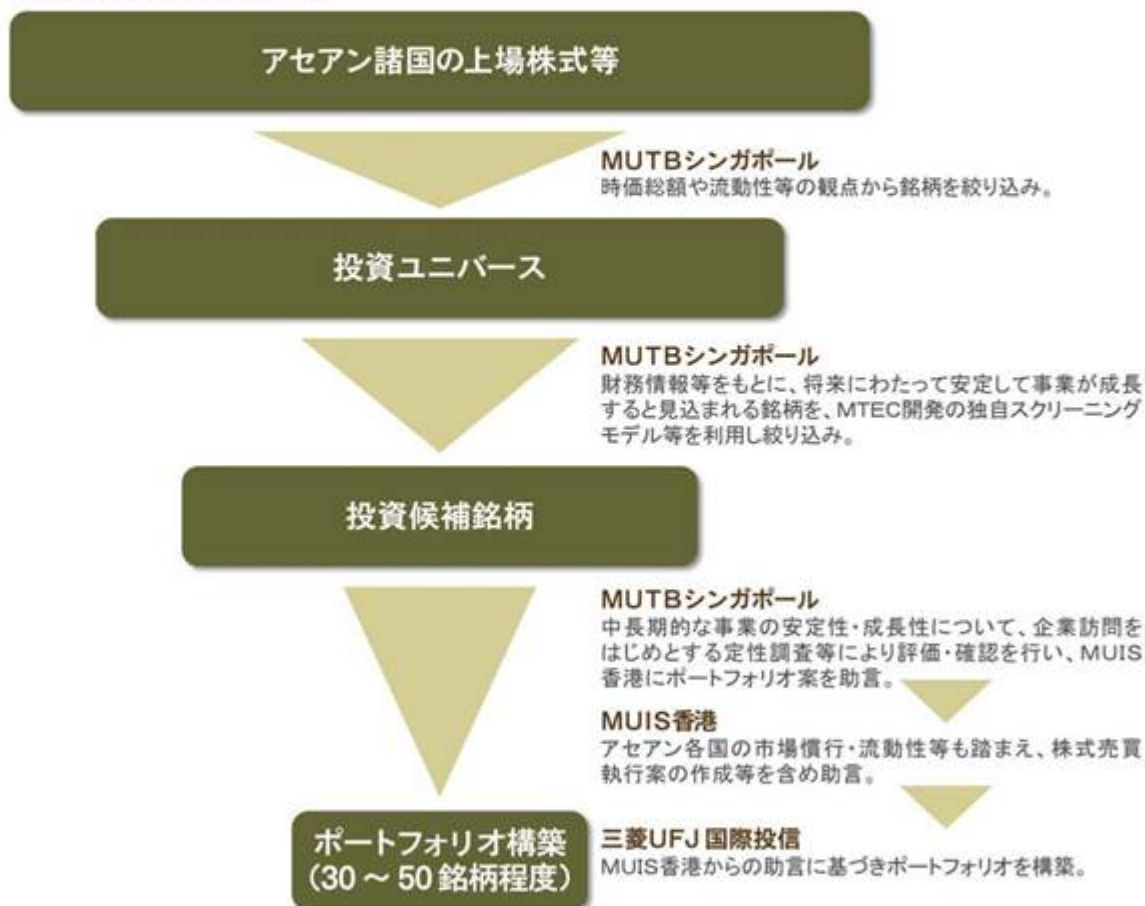 アセアン諸国の上場株式等
MUTBシンガポール
時価総額や流動性等の観点から銘柄を絞り込み。
投資ユニバース
MUTBシンガポール
財務情報等をもとに、将来にわたって安定して事業が成長
すると見込まれる銘柄を、MTEC開発の独自スクリーニング
モデル等を利用し絞り込み。
投資候補銘柄
MUTBシンガポール
中長期的な事業の安定性・成長性について、企業訪問を
はじめとする定性調査等により評価・確認を行い、MUIS
香港にポートフォリオ案を助言。
MUIS香港
アセアン各国の市場慣行・流動性等も踏まえ、株式売買
執行案の作成等を含め助言。
ポートフォリオ構築
(30 ～ 50 銘柄程度)
三菱UFJ国際投信
MUIS香港からの助言に基づきポートフォリオを構築。